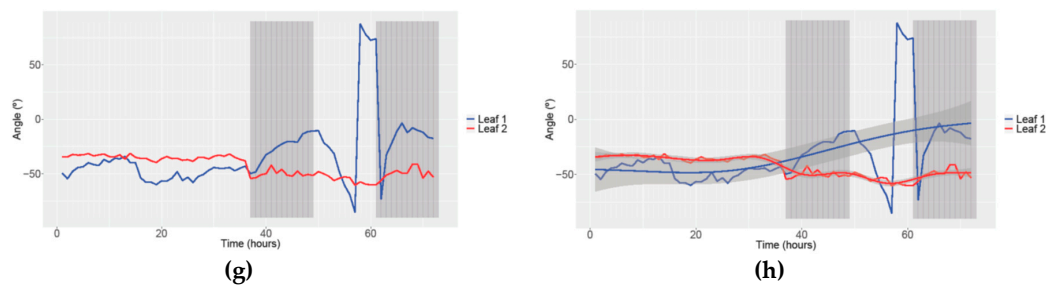 50-
0-
-50-
Angle (º)
0
20
40
60
Time (hours)
Leaf 1
Leaf 2
(g)
50-
0-
-50-
Angle (º)
0
20
40
60
Time (hours)
Leaf 1
Leaf 2
(h)